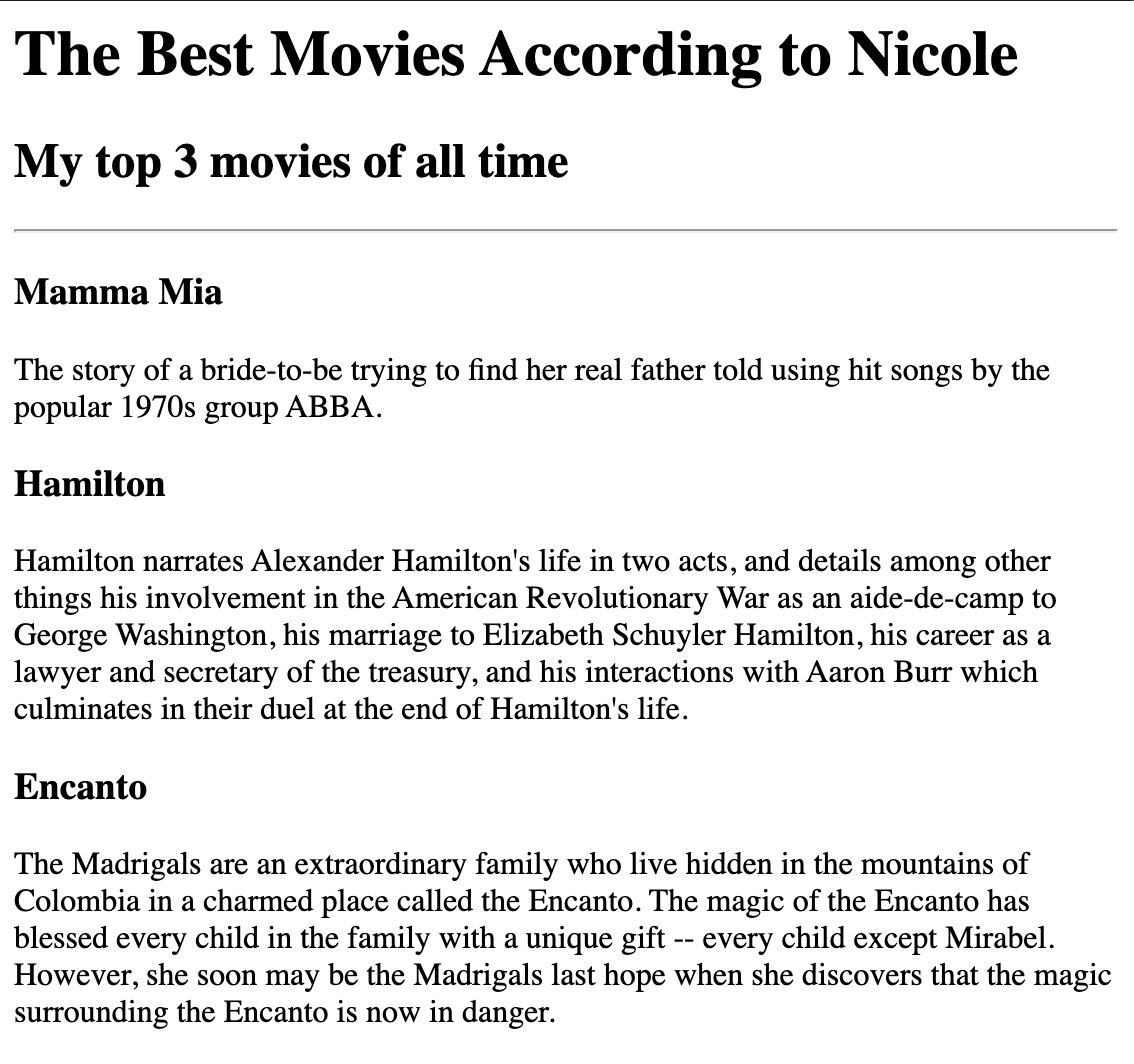 The Best Movies According to Nicole
My top 3 movies of all time
Mamma Mia
The story of a bride-to-be trying to find her real father told using hit songs by the
popular 1970s group ABBA.
Hamilton
Hamilton narrates Alexander Hamilton's life in two acts, and details among other
things his involvement in the American Revolutionary War as an aide-de-camp to
George Washington, his marriage to Elizabeth Schuyler Hamilton, his career as a
lawyer and secretary of the treasury, and his interactions with Aaron Burr which
culminates in their duel at the end of Hamilton's life.
Encanto
The Madrigals are an extraordinary family who live hidden in the mountains of
Colombia in a charmed place called the Encanto. The magic of the Encanto has
blessed every child in the family with a unique gift -- every child except Mirabel.
However, she soon may be the Madrigals last hope when she discovers that the magic
surrounding the Encanto is now in danger.